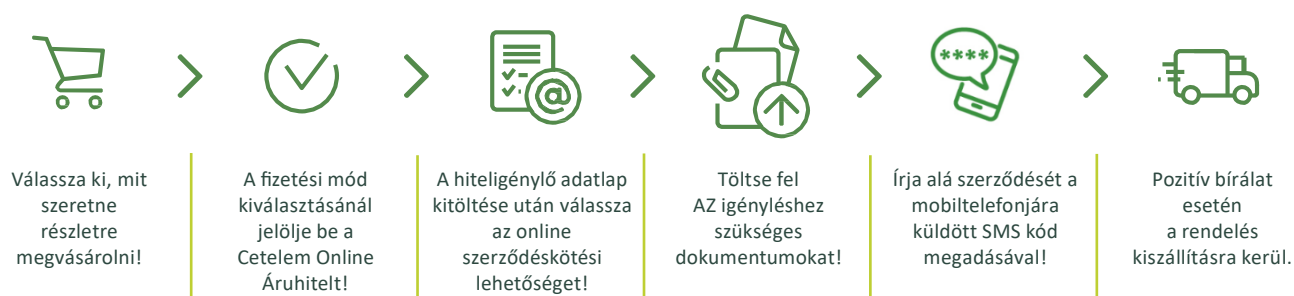 ****
@
Válassza ki, mit
szeretne
részletre
megvásárolni!
A fizetési mód
kiválasztásánál
jelölje be a
Cetelem Online
Áruhitelt!
A hiteligénylő adatlap
kitöltése után válassza
az online
szerződéskötési
lehetőséget!
Töltse fel
AZ igényléshez
szükséges
dokumentumokat!
Írja alá szerződését a
mobiltelefonjára
küldött SMS kód
megadásával!
Pozitív bírálat
esetén
a rendelés
kiszállításra kerül.